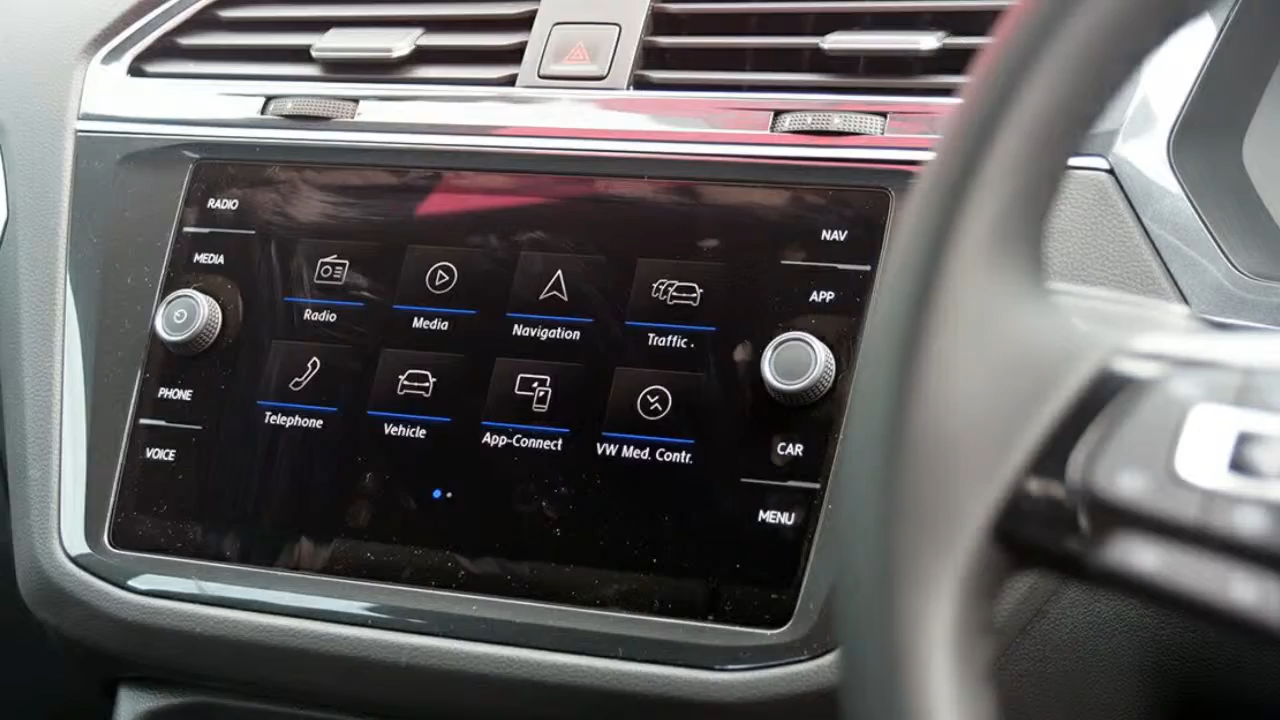 RADIO
MEDIA
PHONE
VOICE
Radio
Media
Navigation
Traffic .
Telephone
Vehicle
App-Connect
VW Med. Contr.
NAV
APP
CAR
MENU